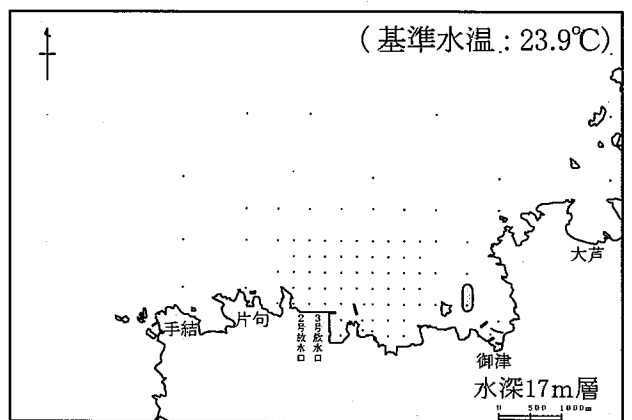 (基準水温：23.9℃)
大芦
手結
片句
2号放水口
3号放水口
御津
水深17m層
0 500 1000m